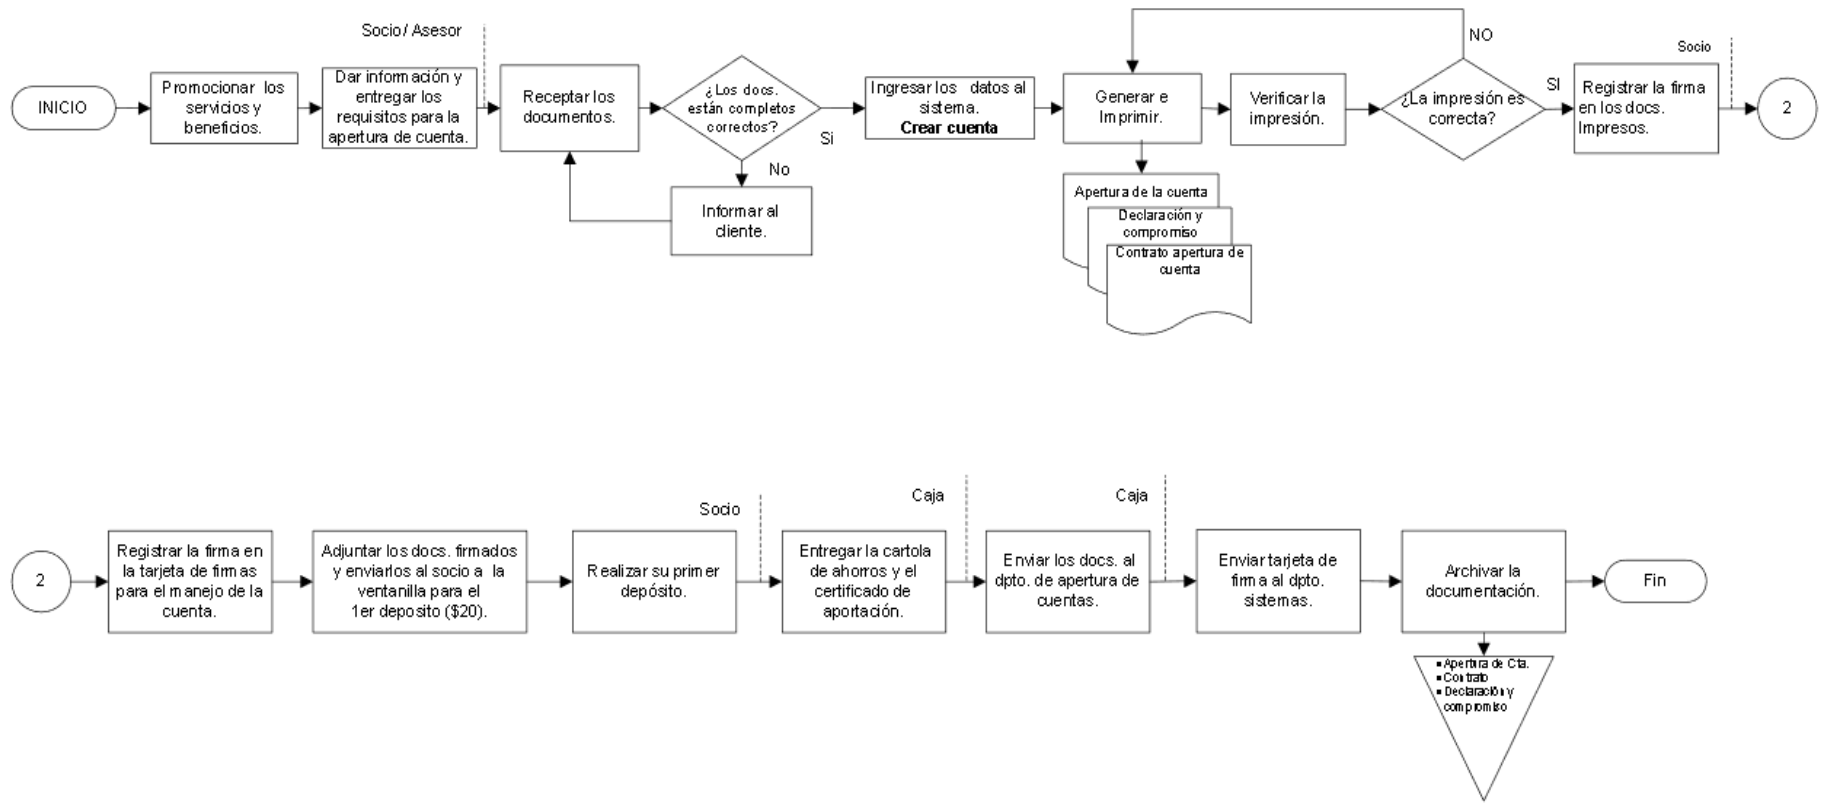 Socio / Asesor
INICIO
Promocionar los
servicios y
beneficios.
Dar información y
entregar los
requisitos para la
apertura de cuenta.
Receptar los
documentos.
¿Los docs.
están completos
correctos?
Si
No
Informar al
cliente.
Ingresar los datos al
sistema.
Crear cuenta
Generar e
Imprimir.
Apertura de la cuenta
Declaración y
compromiso
Contrato apertura de
cuenta
Verificar la
impresión.
¿La impresión es
correcta?
NO
SI
Registrar la firma
en los docs.
Impresos.
Socio
2
2
Registrar la firma en
la tarjeta de firmas
para el manejo de la
cuenta.
Adjuntar los docs. firmados
y enviarlos al socio a la
ventanilla para el
1er deposito ($20).
Realizar su primer
depósito.
Socio
Entregar la cartola
de ahorros y el
certificado de
aportación.
Caja
Enviar los docs. al
dpto. de apertura de
cuentas.
Caja
Enviar tarjeta de
firma al dpto.
sistemas.
Archivar la
documentación.
Fin
▪Apertura de Cta.
▪Contrato
▪Declaración y
compromiso